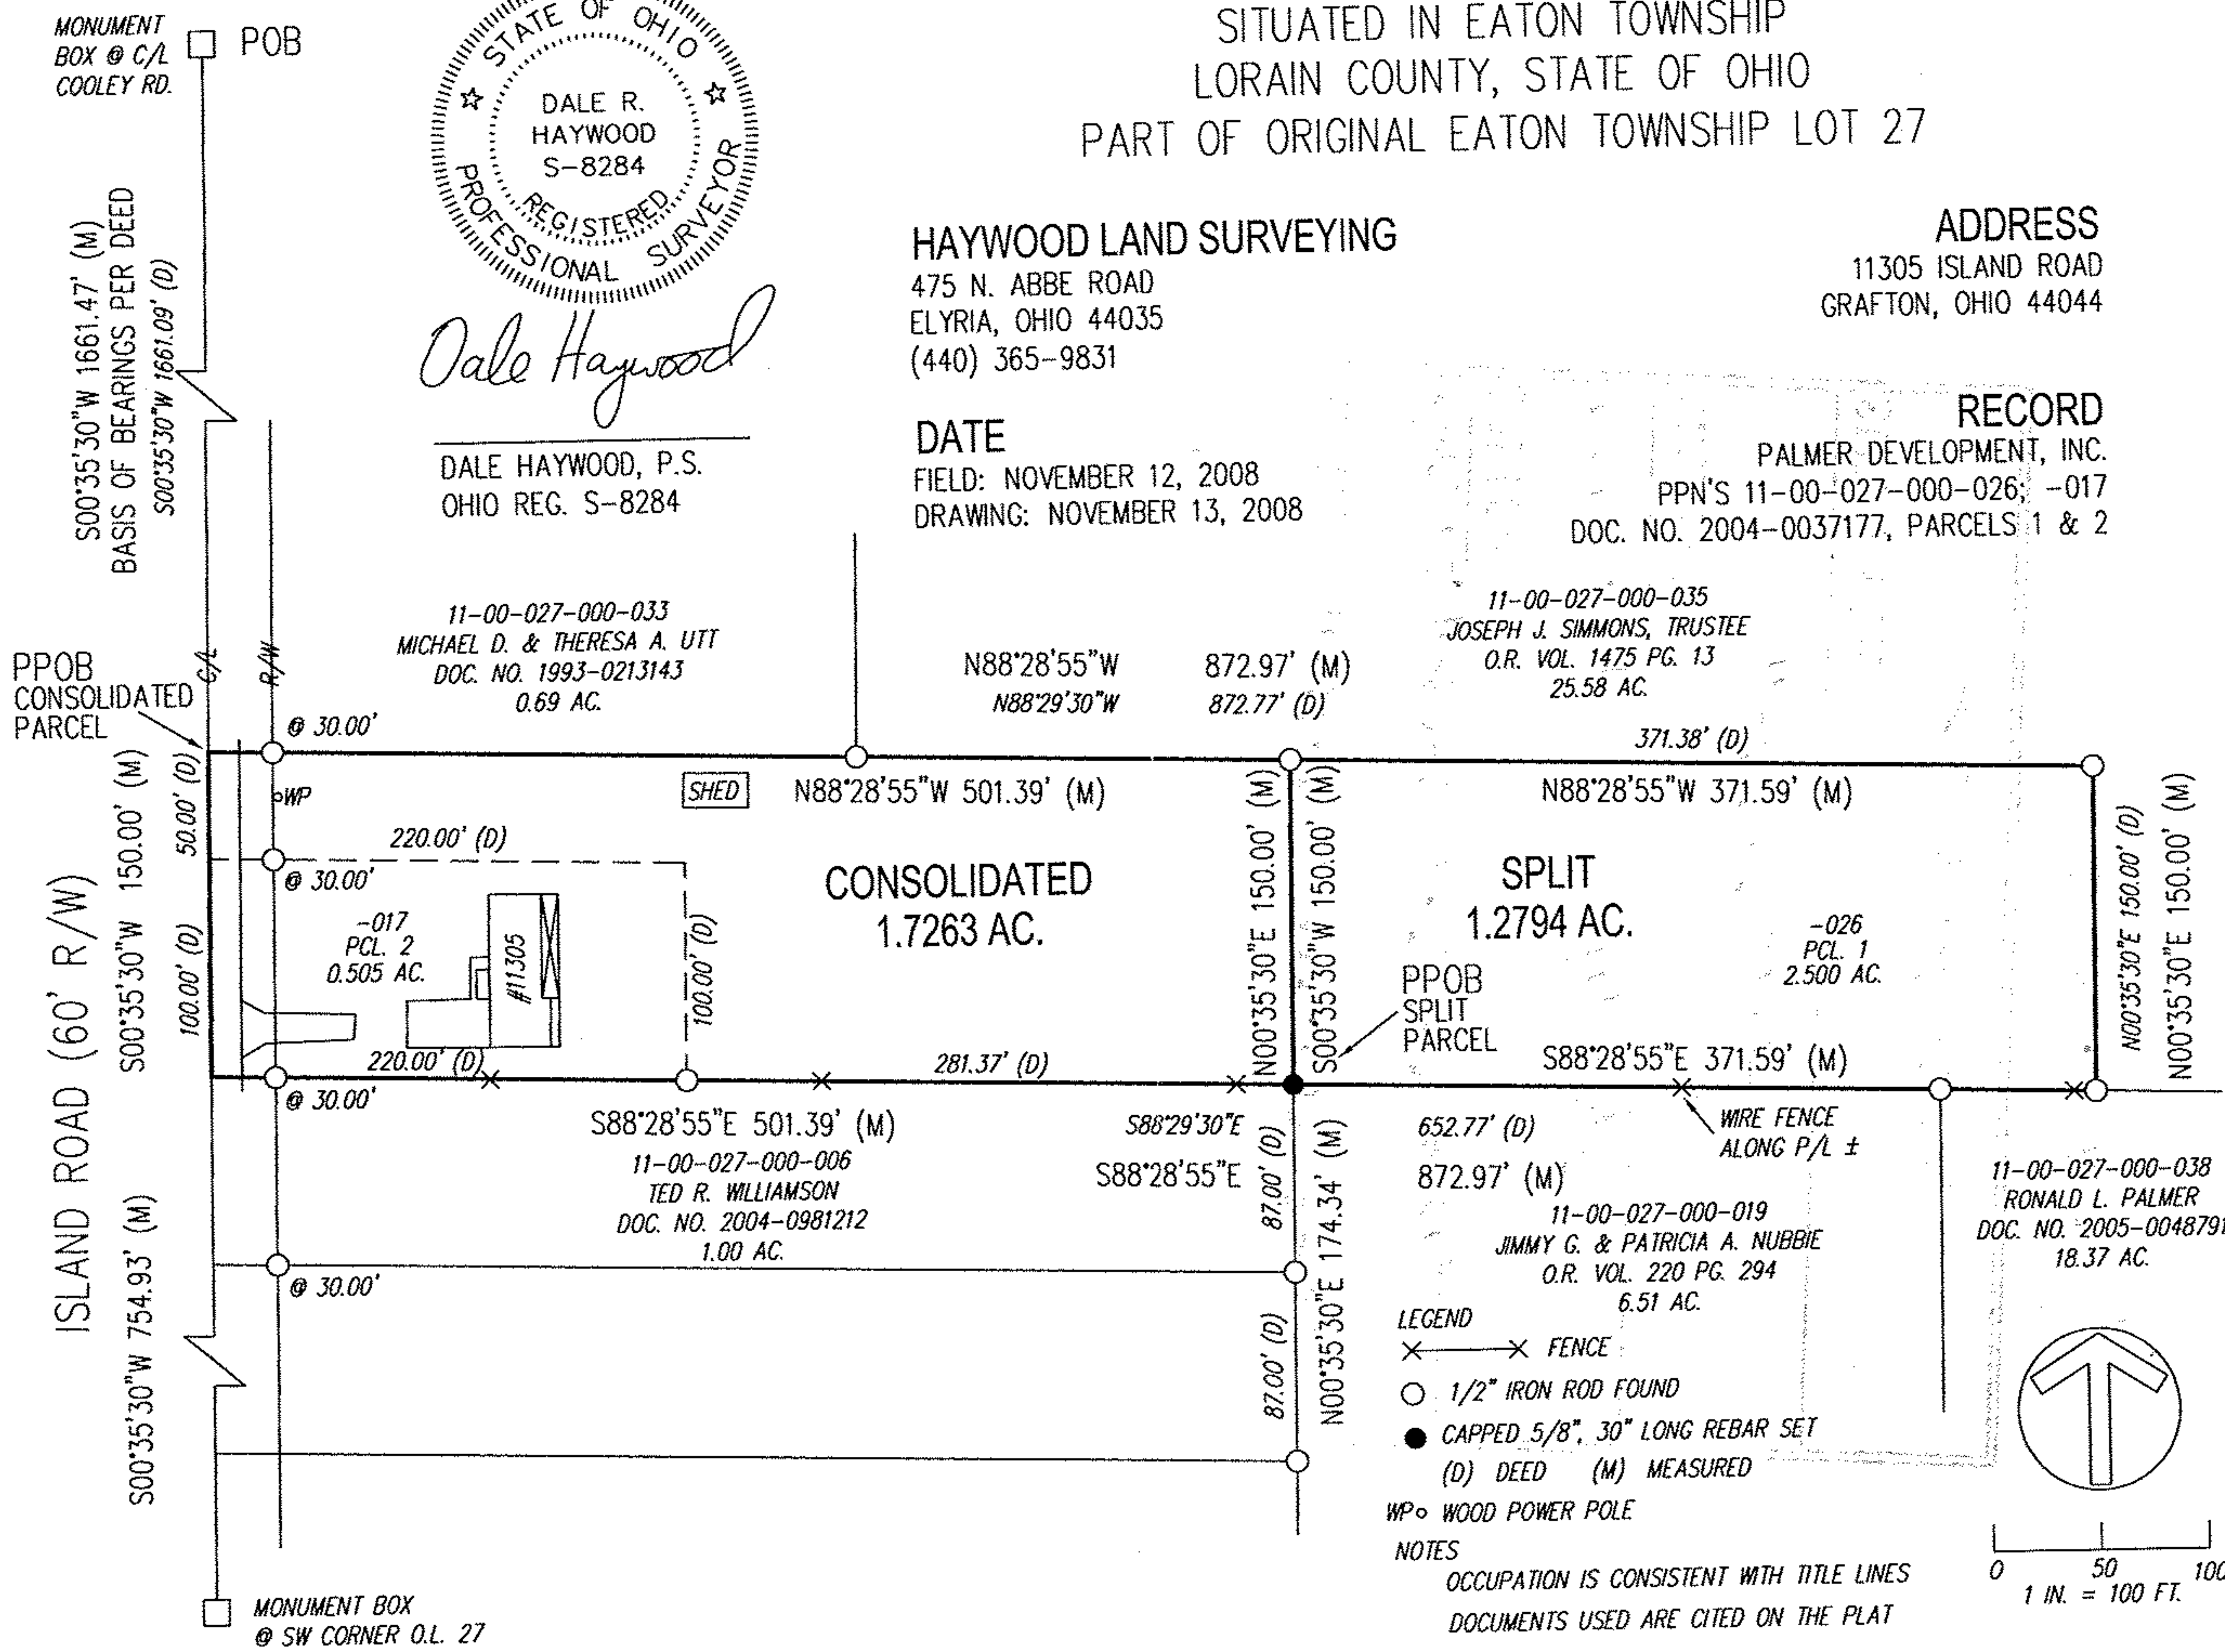 MONUMENT
BOX @ C/L
COOLEY RD.
POB
STATE OF OHIO
DALE R.
HAYWOOD
S-8284
REGISTERED
PROFESSIONAL SURVEYOR
Dale Haywood
DALE HAYWOOD, P.S.
OHIO REG. S-8284
SITUATED IN EATON TOWNSHIP
LORAIN COUNTY, STATE OF OHIO
PART OF ORIGINAL EATON TOWNSHIP LOT 27
HAYWOOD LAND SURVEYING
475 N. ABBE ROAD
ELYRIA, OHIO 44035
(440) 365-9831
ADDRESS
11305 ISLAND ROAD
GRAFTON, OHIO 44044
DATE
FIELD: NOVEMBER 12, 2008
DRAWING: NOVEMBER 13, 2008
RECORD
PALMER DEVELOPMENT, INC.
PPN'S 11-00-027-000-026, -017
DOC. NO. 2004-0037177, PARCELS 1 & 2
S00°35'30"W 1661.47' (M)
BASIS OF BEARINGS PER DEED
S00°35'30"W 1661.09' (D)
11-00-027-000-033
MICHAEL D. & THERESA A. UTT
DOC. NO. 1993-0213143
0.69 AC.
N88°28'55"W 872.97' (M)
N88°29'30"W 872.77' (D)
11-00-027-000-035
JOSEPH J. SIMMONS, TRUSTEE
O.R. VOL. 1475 PG. 13
25.58 AC.
PPOB
CONSOLIDATED
PARCEL
C/L
R/W
@ 30.00'
371.38' (D)
WP
SHED
N88°28'55"W 501.39' (M)
N88°28'55"W 371.59' (M)
S00°35'30"W 150.00' (M)
50.00' (D)
100.00' (D)
220.00' (D)
@ 30.00'
-017
PCL. 2
0.505 AC.
#11305
100.00' (D)
CONSOLIDATED
1.7263 AC.
N00°35'30"E 150.00' (M)
S00°35'30"W 150.00' (M)
SPLIT
1.2794 AC.
-026
PCL. 1
2.500 AC.
N00°35'30"E 150.00' (D)
N00°35'30"E 150.00' (M)
PPOB
SPLIT
PARCEL
220.00' (D)
281.37' (D)
S88°28'55"E 371.59' (M)
@ 30.00'
S88°28'55"E 501.39' (M)
S88°29'30"E 652.77' (D)
S88°28'55"E 872.97' (M)
WIRE FENCE
ALONG P/L ±
11-00-027-000-006
TED R. WILLIAMSON
DOC. NO. 2004-0981212
1.00 AC.
87.00' (D)
N00°35'30"E 174.34' (M)
87.00' (D)
11-00-027-000-019
JIMMY G. & PATRICIA A. NUBBIE
O.R. VOL. 220 PG. 294
6.51 AC.
11-00-027-000-038
RONALD L. PALMER
DOC. NO. 2005-0048791
18.37 AC.
@ 30.00'
ISLAND ROAD (60' R/W)
S00°35'30"W 754.93' (M)
LEGEND
FENCE
1/2" IRON ROD FOUND
CAPPED 5/8", 30" LONG REBAR SET
(D) DEED (M) MEASURED
WP WOOD POWER POLE
NOTES
OCCUPATION IS CONSISTENT WITH TITLE LINES
DOCUMENTS USED ARE CITED ON THE PLAT
0 50 100
1 IN. = 100 FT.
MONUMENT BOX
@ SW CORNER O.L. 27